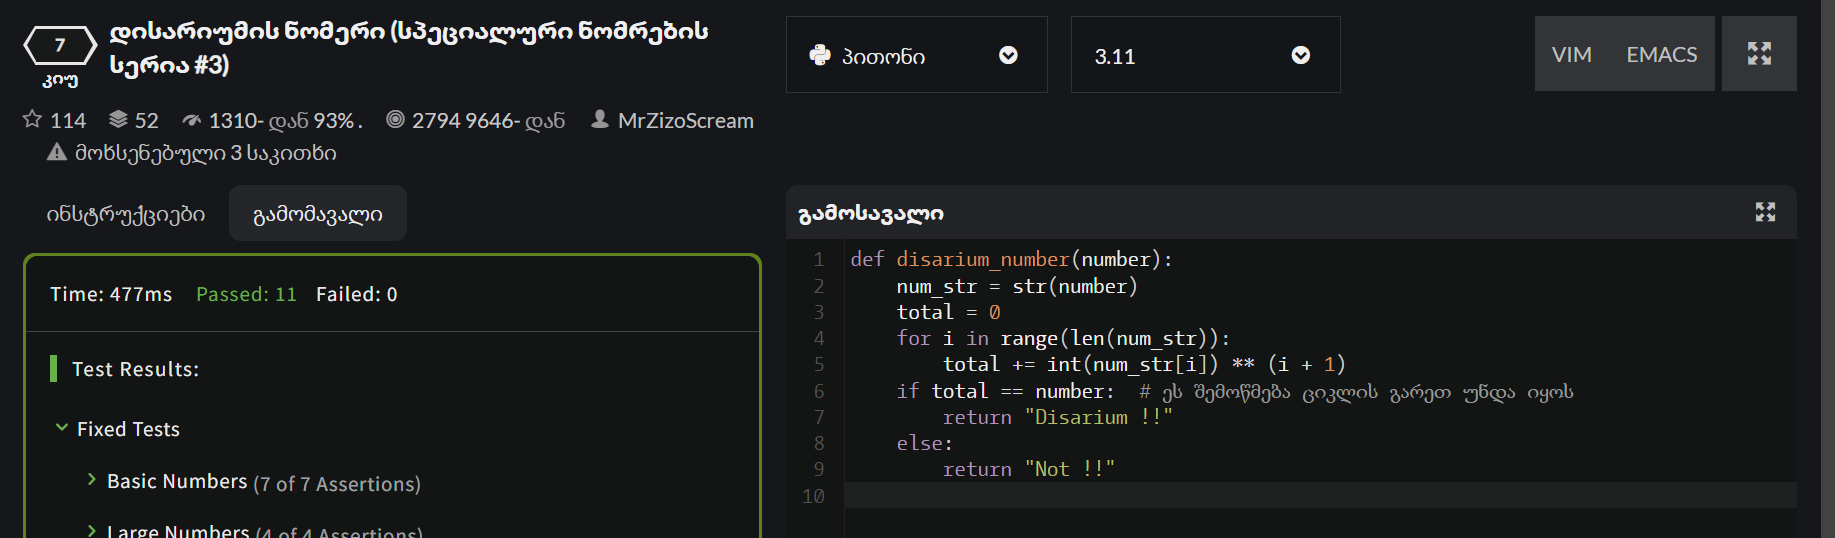 7
კიუ
დისარიუმის ნომერი (სპეციალური ნომრების
სერია #3)
114 52 1310- დან 93% . 2794 9646- დან MrZizoScream
მოხსენებული 3 საკითხი
ინსტრუქციები გამომავალი
Time: 477ms Passed: 11 Failed: 0
Test Results:
Fixed Tests
Basic Numbers (7 of 7 Assertions)
Large Numbers (4 of 4 Assertions)
პითონი 3.11 VIM EMACS
გამოსავალი
1 def disarium_number(number):
2     num_str = str(number)
3     total = 0
4     for i in range(len(num_str)):
5         total += int(num_str[i]) ** (i + 1)
6     if total == number:  # ეს შემოწმება ციკლის გარეთ უნდა იყოს
7         return "Disarium !!"
8     else:
9         return "Not !!"
10